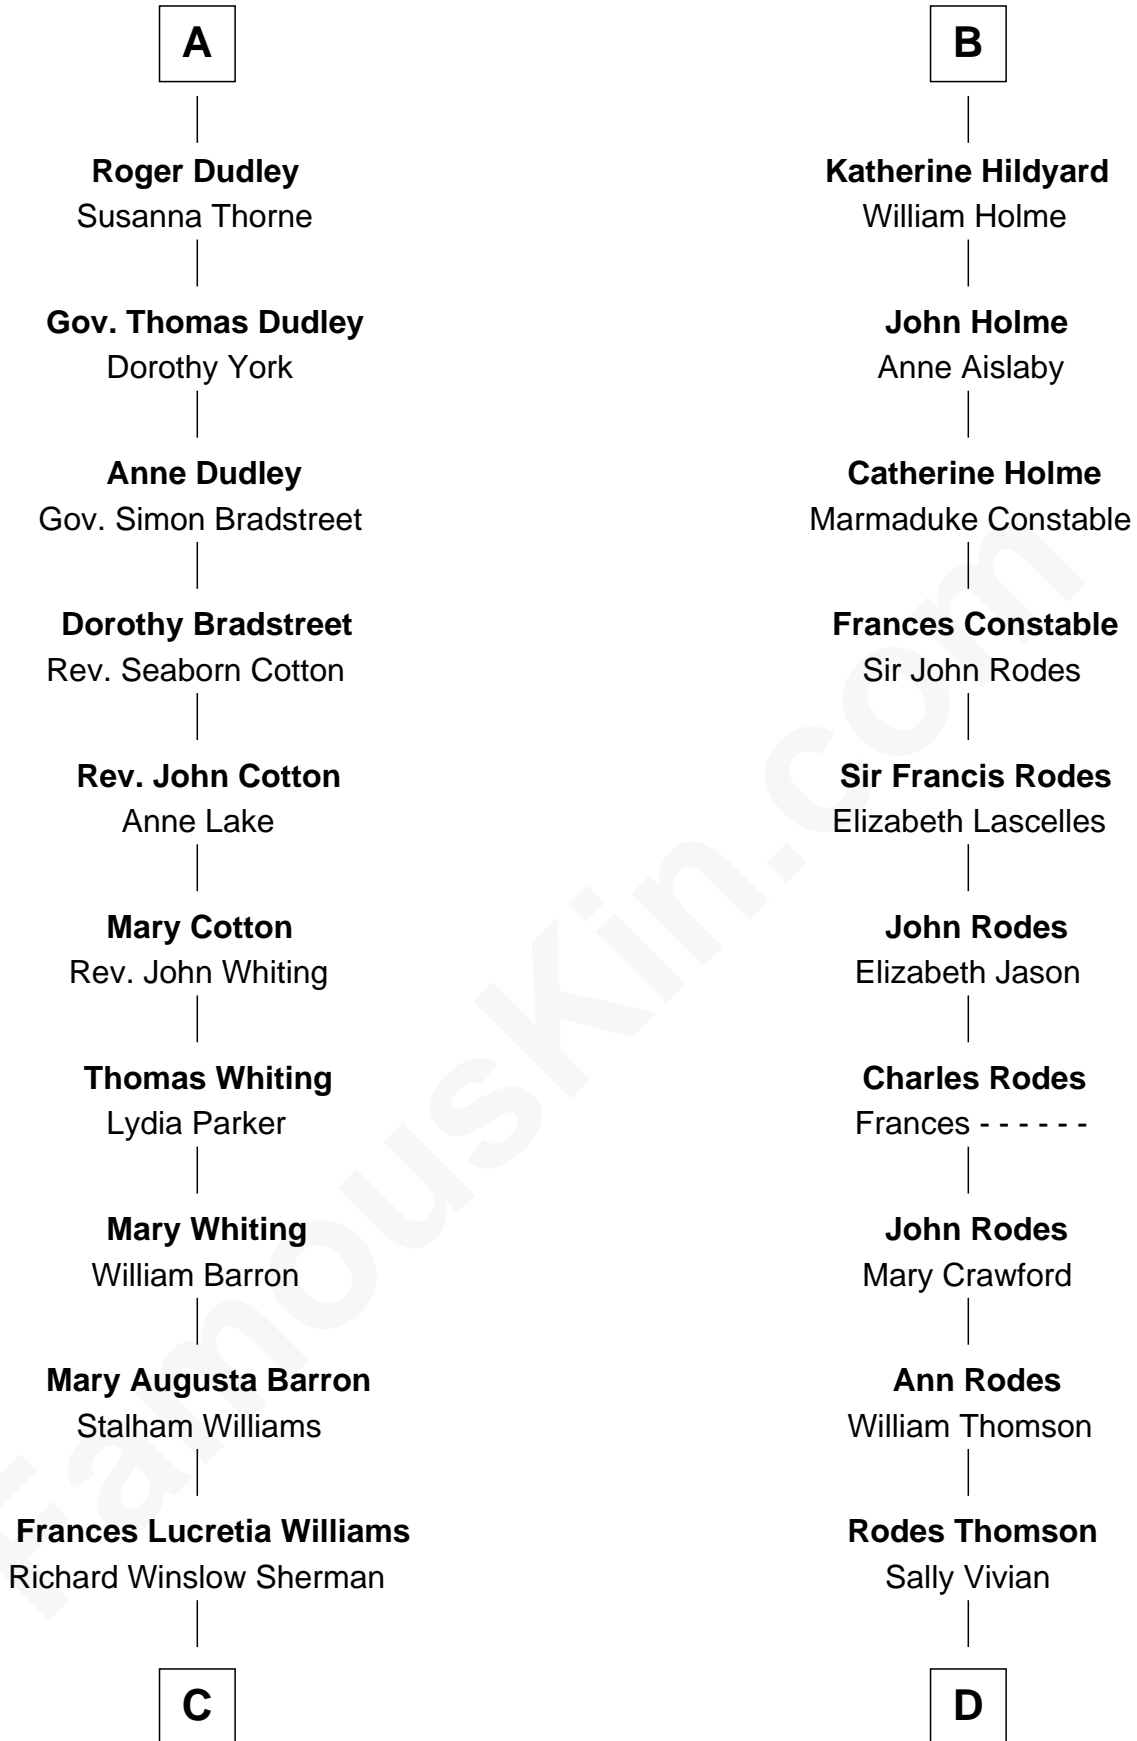 A
Roger Dudley
Susanna Thorne
Gov. Thomas Dudley
Dorothy York
Anne Dudley
Gov. Simon Bradstreet
Dorothy Bradstreet
Rev. Seaborn Cotton
Rev. John Cotton
Anne Lake
Mary Cotton
Rev. John Whiting
Thomas Whiting
Lydia Parker
Mary Whiting
William Barron
Mary Augusta Barron
Stalham Williams
Frances Lucretia Williams
Richard Winslow Sherman
C
B
Katherine Hildyard
William Holme
John Holme
Anne Aislaby
Catherine Holme
Marmaduke Constable
Frances Constable
Sir John Rodes
Sir Francis Rodes
Elizabeth Lascelles
John Rodes
Elizabeth Jason
Charles Rodes
Frances - - - - - -
John Rodes
Mary Crawford
Ann Rodes
William Thomson
Rodes Thomson
Sally Vivian
D
FamousKin.com